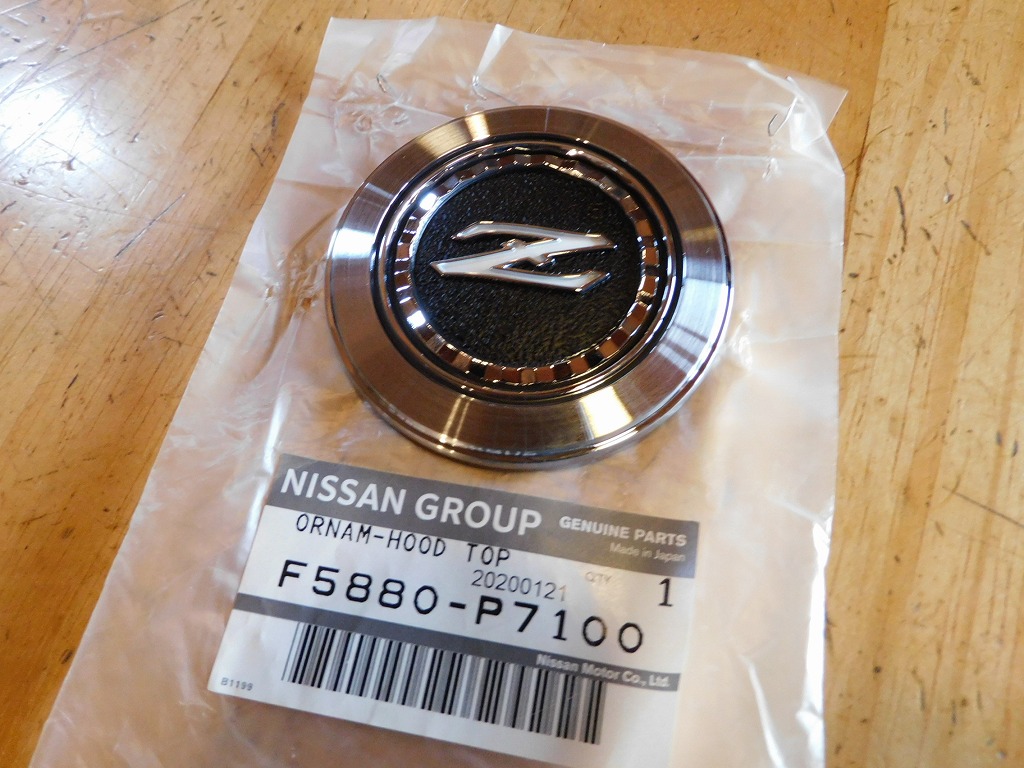 Z
NISSAN GROUP GENUINE PARTS
Made in Japan
ORNAM-HOOD TOP
20200121 QTY 1
F5880-P7100
Nissan Motor Co., Ltd.
B1199